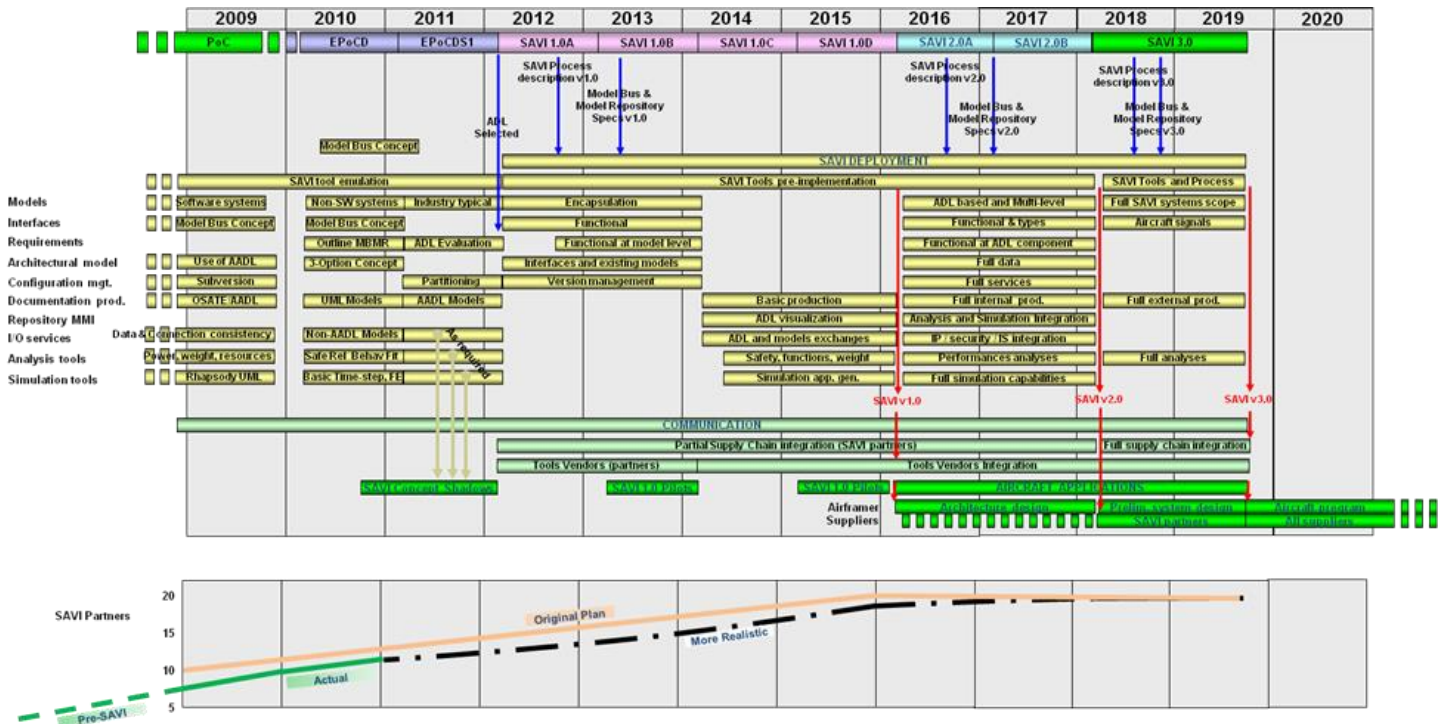 2009 2010 2011 2012 2013 2014 2015 2016 2017 2018 2019 2020
PoC EPoCD EPoCDS1 SAVI 1.0A SAVI 1.0B SAVI 1.0C SAVI 1.0D SAVI 2.0A SAVI 2.0B SAVI 3.0
SAVI Process
description v1.0
SAVI Process
description v2.0
SAVI Process
description v3.0
Model Bus &
Model Repository
Specs v1.0
Model Bus &
Model Repository
Specs v2.0
Model Bus &
Model Repository
Specs v3.0
ADL
Selected
Model Bus Concept
SAVI DEPLOYMENT
SAVI tool emulation SAVI Tools pre-implementation SAVI Tools and Process
Models Software systems Non-SW systems Industry typical Encapsulation ADL based and Multi-level Full SAVI systems scope
Interfaces Model Bus Concept Model Bus Concept Functional Functional & types Aircraft signals
Requirements Outline MBMR ADL Evaluation Functional at model level Functional at ADL component
Architectural model Use of AADL 3-Option Concept Interfaces and existing models Full data
Configuration mgt. Subversion Partitioning Version management Full services
Documentation prod. OSATE/AADL UML Models AADL Models Basic production Full internal prod. Full external prod.
Repository MMI ADL visualization Analysis and Simulation Integration
I/O services Data & Connection consistency Non-AADL Models ADL and models exchanges IP / security / IS integration
As required
Analysis tools Power, weight, resources Safe Rel Behav Fit Safety, functions, weight Performances analyses Full analyses
Simulation tools Rhapsody UML Basic Time-step, FE Simulation app. gen. Full simulation capabilities
SAVI v1.0 SAVI v2.0 SAVI v3.0
COMMUNICATION
Partial Supply Chain integration (SAVI partners) Full supply chain integration
Tools Vendors (partners) Tools Vendors Integration
SAVI Concept Shadows SAVI 1.0 Pilots SAVI 1.0 Pilots AIRCRAFT APPLICATIONS
Airframer Architecture design Prelim. system design Aircraft program
Suppliers SAVI partners All suppliers
SAVI Partners
20
15
10
5
Original Plan
More Realistic
Actual
Pre-SAVI